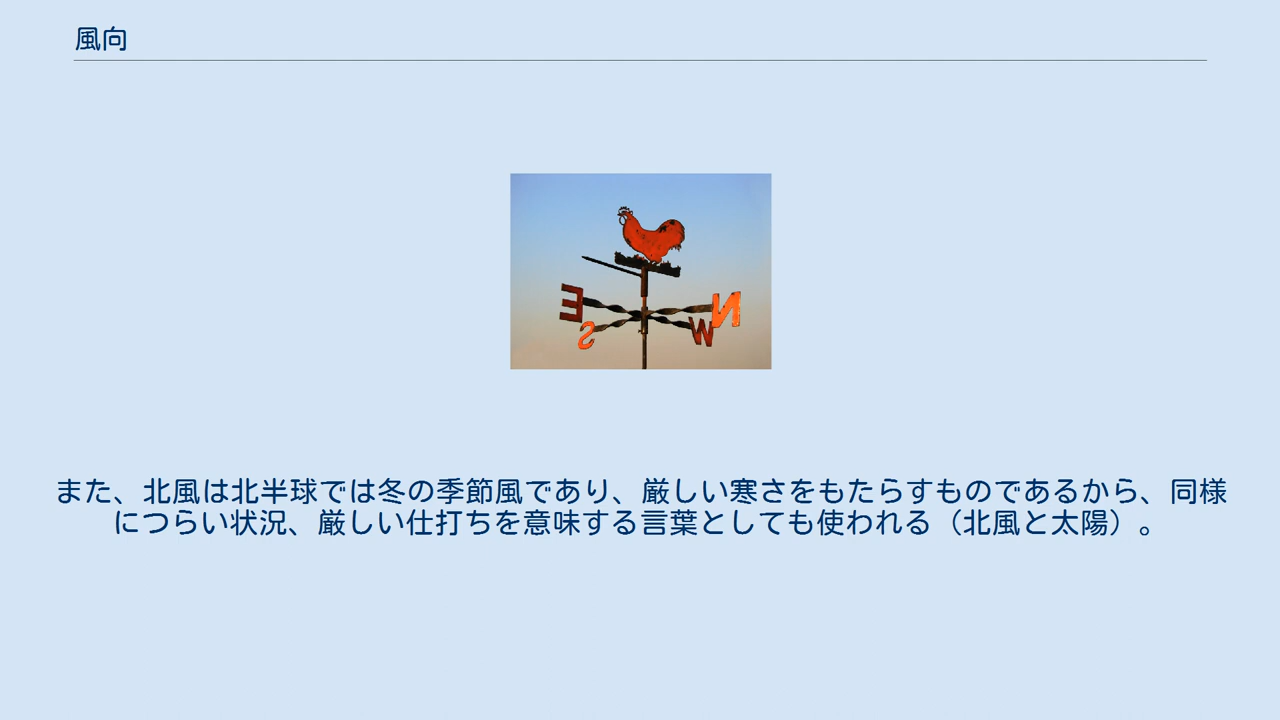 風向
E
S
W
N
また、北風は北半球では冬の季節風であり、厳しい寒さをもたらすものであるから、同様
につらい状況、厳しい仕打ちを意味する言葉としても使われる（北風と太陽）。